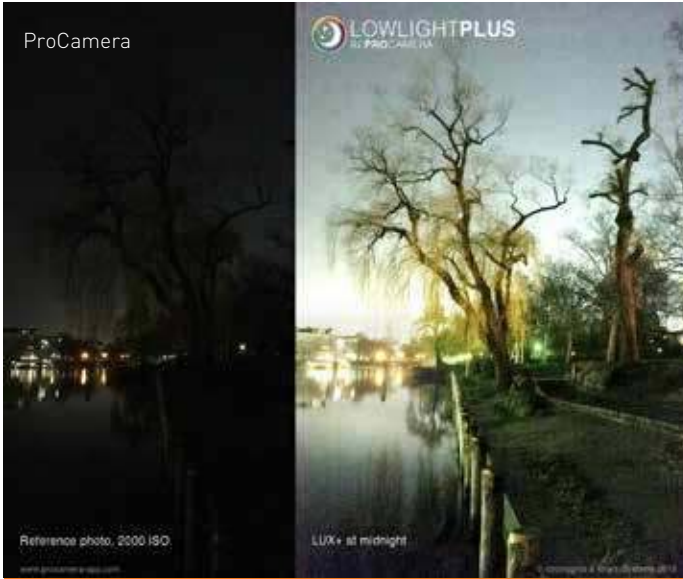 ProCamera
LOWLIGHTPLUS
BY PROCAMERA
Reference photo, 2000 ISO
LUX+ at midnight
www.procamera-app.com